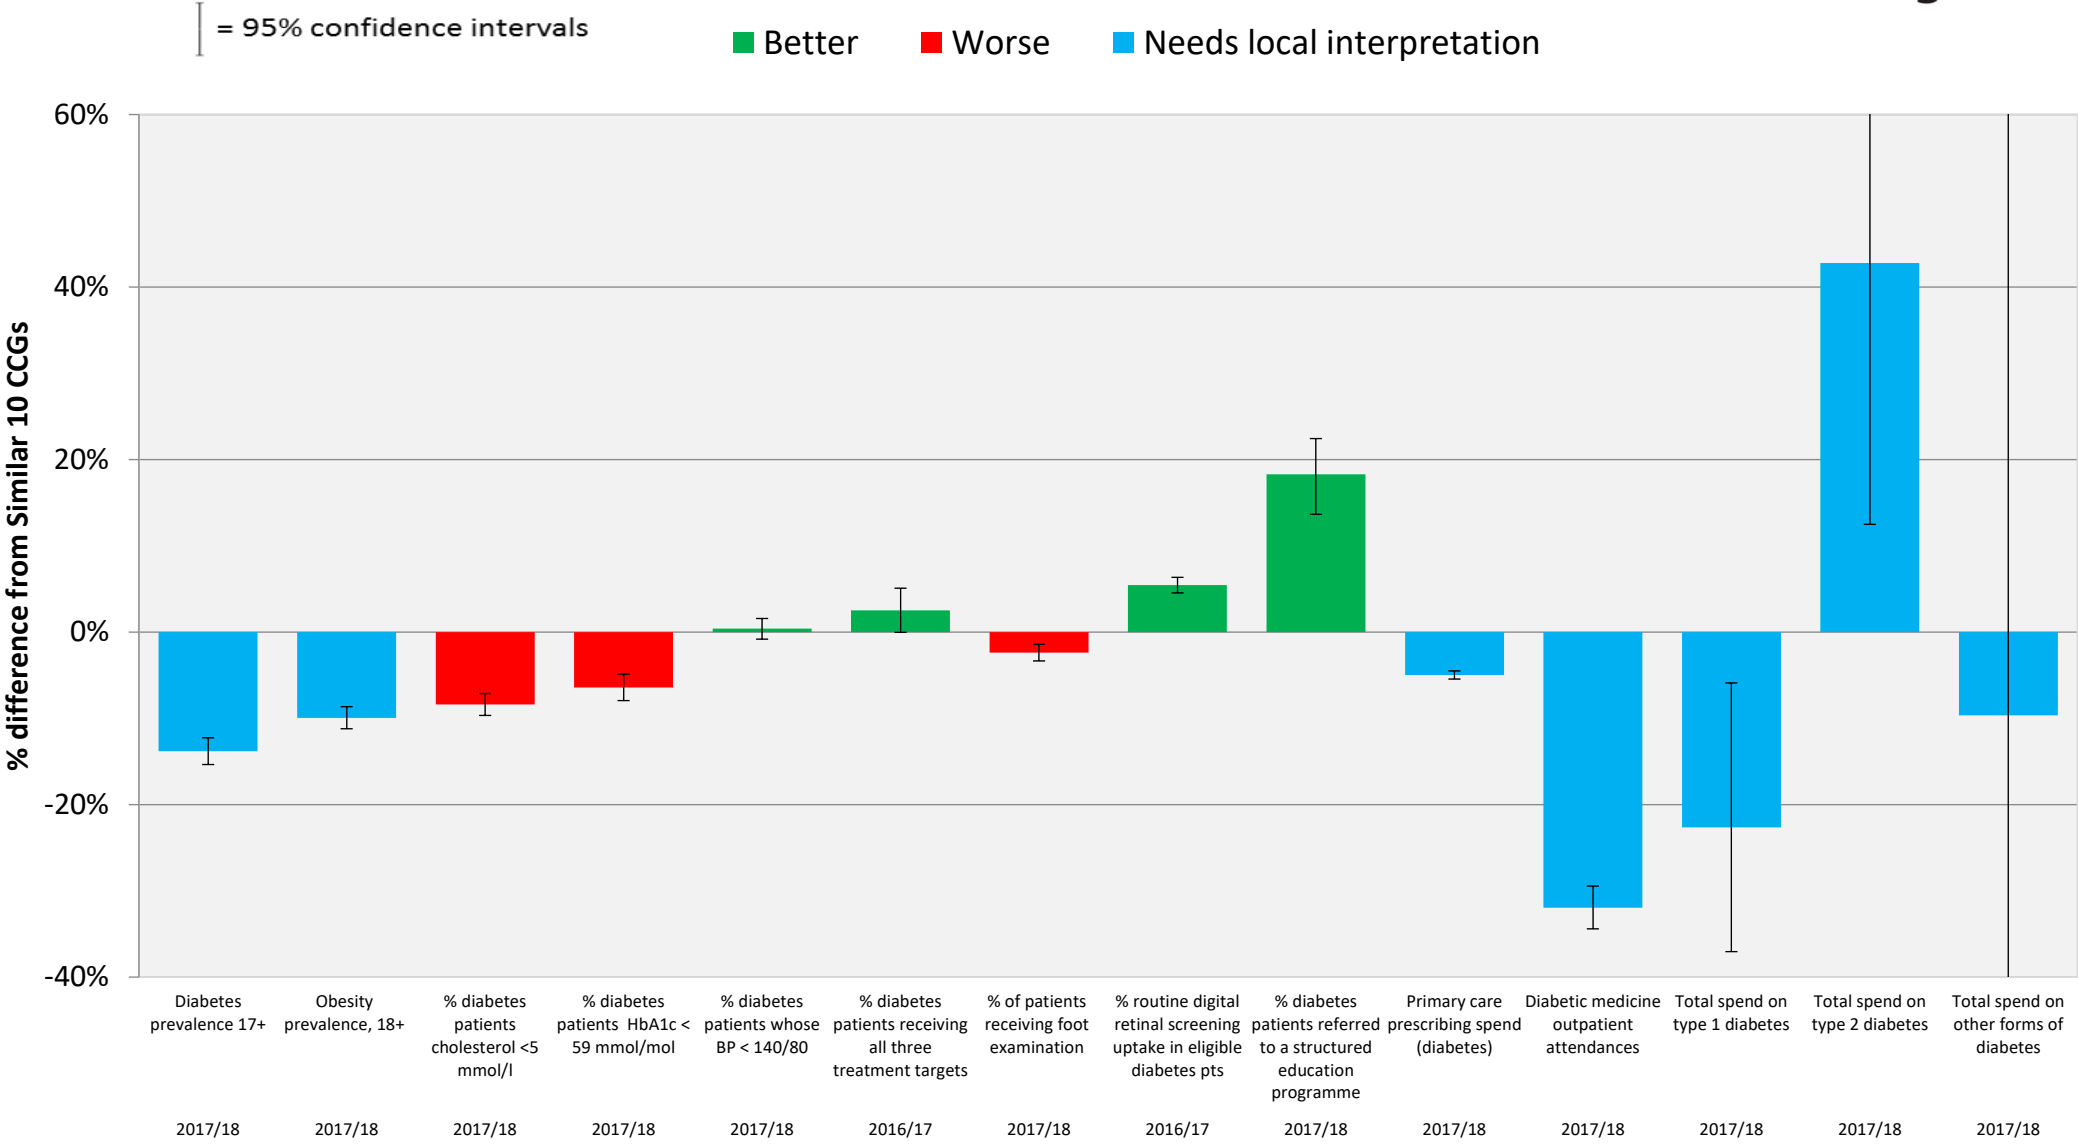 = 95% confidence intervals
Better Worse Needs local interpretation
% difference from Similar 10 CCGs
60%
40%
20%
0%
-20%
-40%
Diabetes
prevalence 17+
2017/18
Obesity
prevalence, 18+
2017/18
% diabetes
patients
cholesterol <5
mmol/l
2017/18
% diabetes
patients HbA1c <
59 mmol/mol
2017/18
% diabetes
patients whose
BP < 140/80
2017/18
% diabetes
patients receiving
all three
treatment targets
2016/17
% of patients
receiving foot
examination
2017/18
% routine digital
retinal screening
uptake in eligible
diabetes pts
2016/17
% diabetes
patients referred
to a structured
education
programme
2017/18
Primary care
prescribing spend
(diabetes)
2017/18
Diabetic medicine
outpatient
attendances
2017/18
Total spend on
type 1 diabetes
2017/18
Total spend on
type 2 diabetes
2017/18
Total spend on
other forms of
diabetes
2017/18